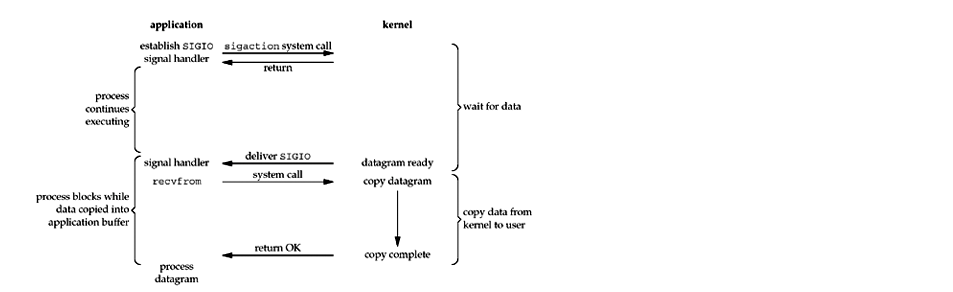 application
kernel
establish SIGIO
signal handler
sigaction system call
return
process
continues
executing
wait for data
signal handler
deliver SIGIO
datagram ready
recvfrom
system call
copy datagram
process blocks while
data copied into
application buffer
copy data from
kernel to user
return OK
copy complete
process
datagram